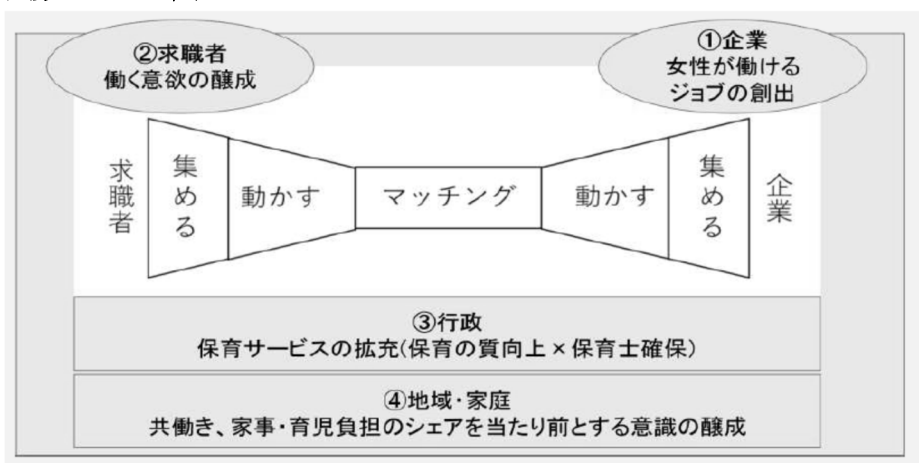 ②求職者
働く意欲の醸成
①企業
女性が働ける
ジョブの創出
求職者
集める
動かす
マッチング
動かす
集める
企業
③行政
保育サービスの拡充(保育の質向上×保育士確保)
④地域・家庭
共働き、家事・育児負担のシェアを当たり前とする意識の醸成